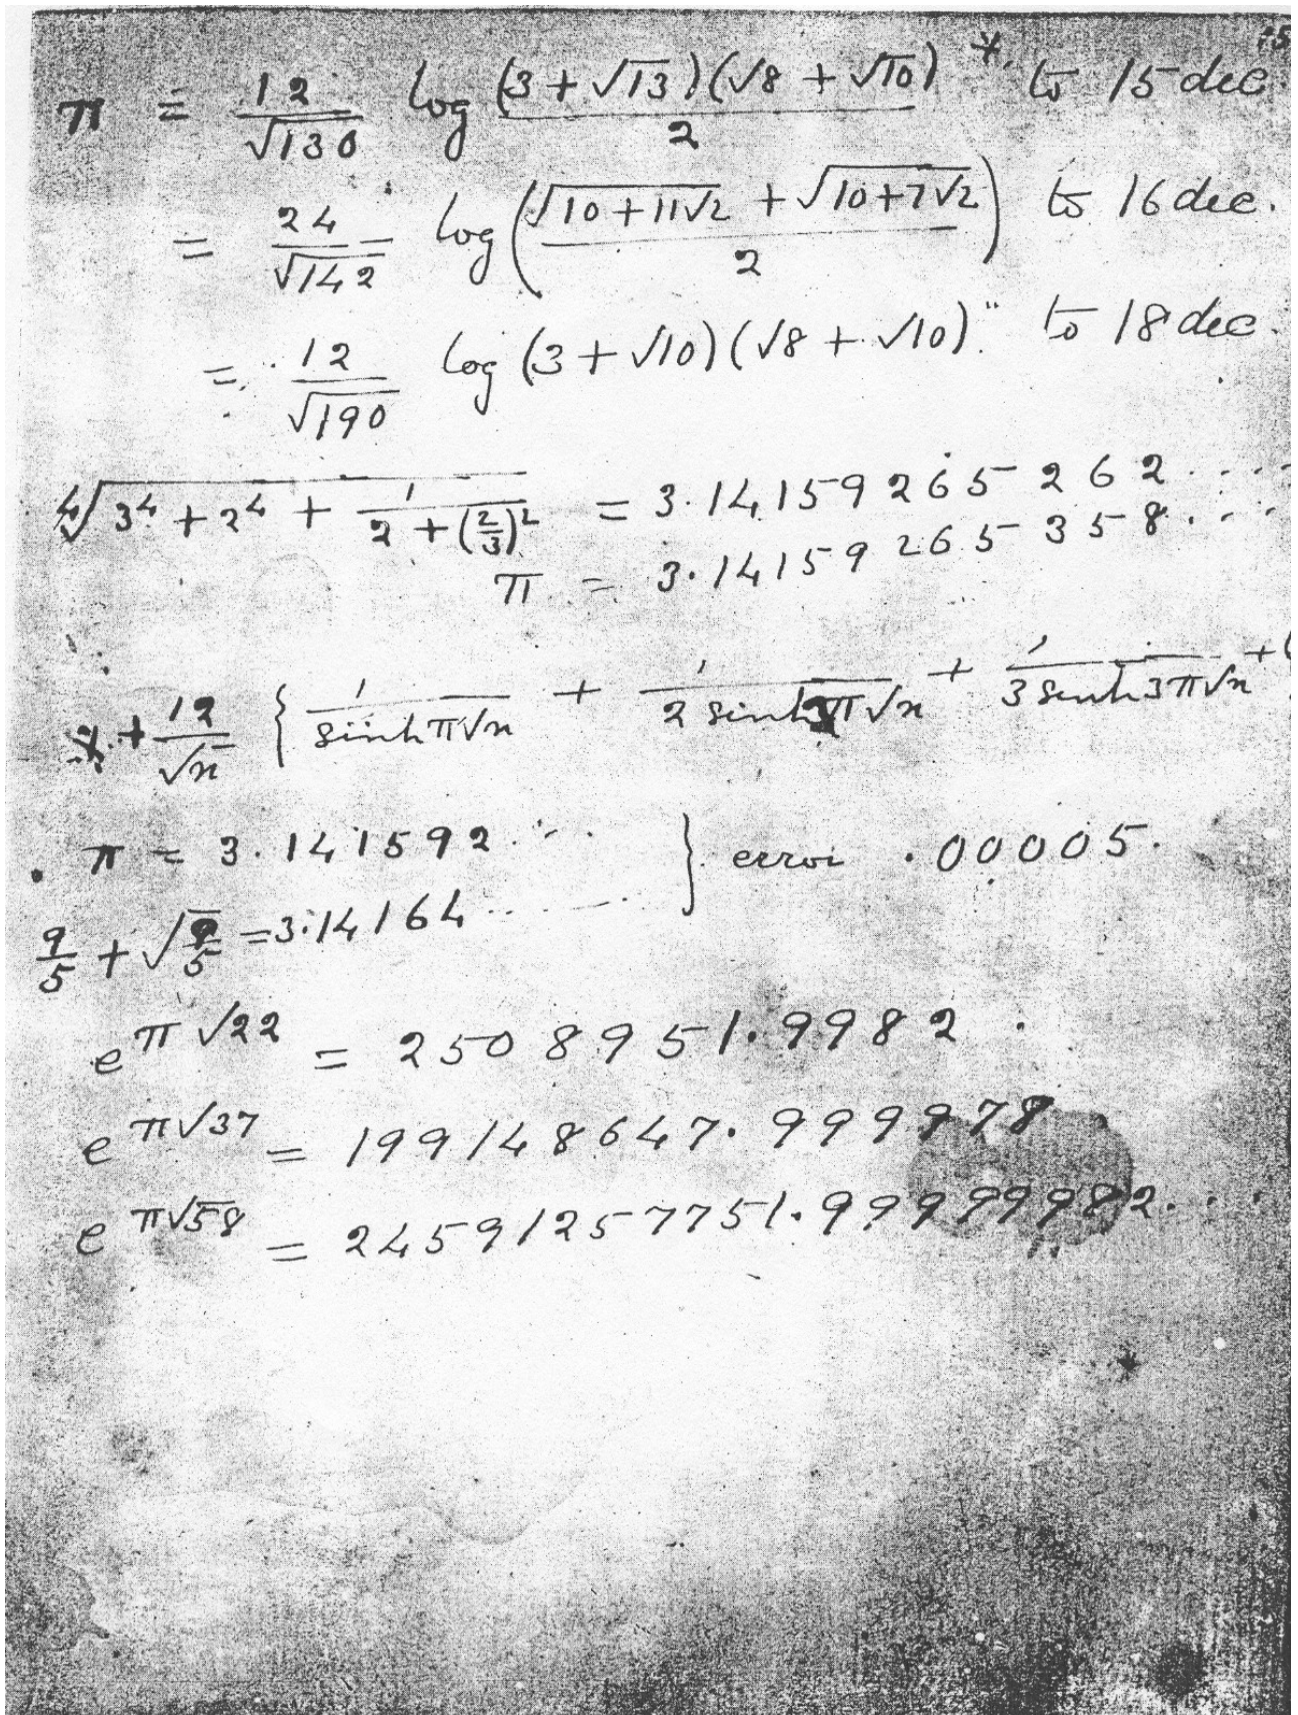 15
π = 12/√130 log (3 + √13)(√8 + √10)/2 * to 15 dec.
= 24/√142 log (√(10+11√2) + √(10+7√2))/2 to 16 dec.
= 12/√190 log (3 + √10)(√8 + √10) " to 18 dec.
∜(3⁴ + 2⁴ + 1/(2 + (2/3)²)) = 3.14159265262 ....
π = 3.14159265358. ...
* + 12/√n { 1/(sinh π√n) + 1/(2 sinh 2π√n) + 1/(3 sinh 3π√n) +
π = 3.141592 ... } error .00005.
9/5 + √(9/5) = 3.14164 ......
e^(π√22) = 2508951.9982 .
e^(π√37) = 199148647.999978
e^(π√58) = 24591257751.99999982. ...